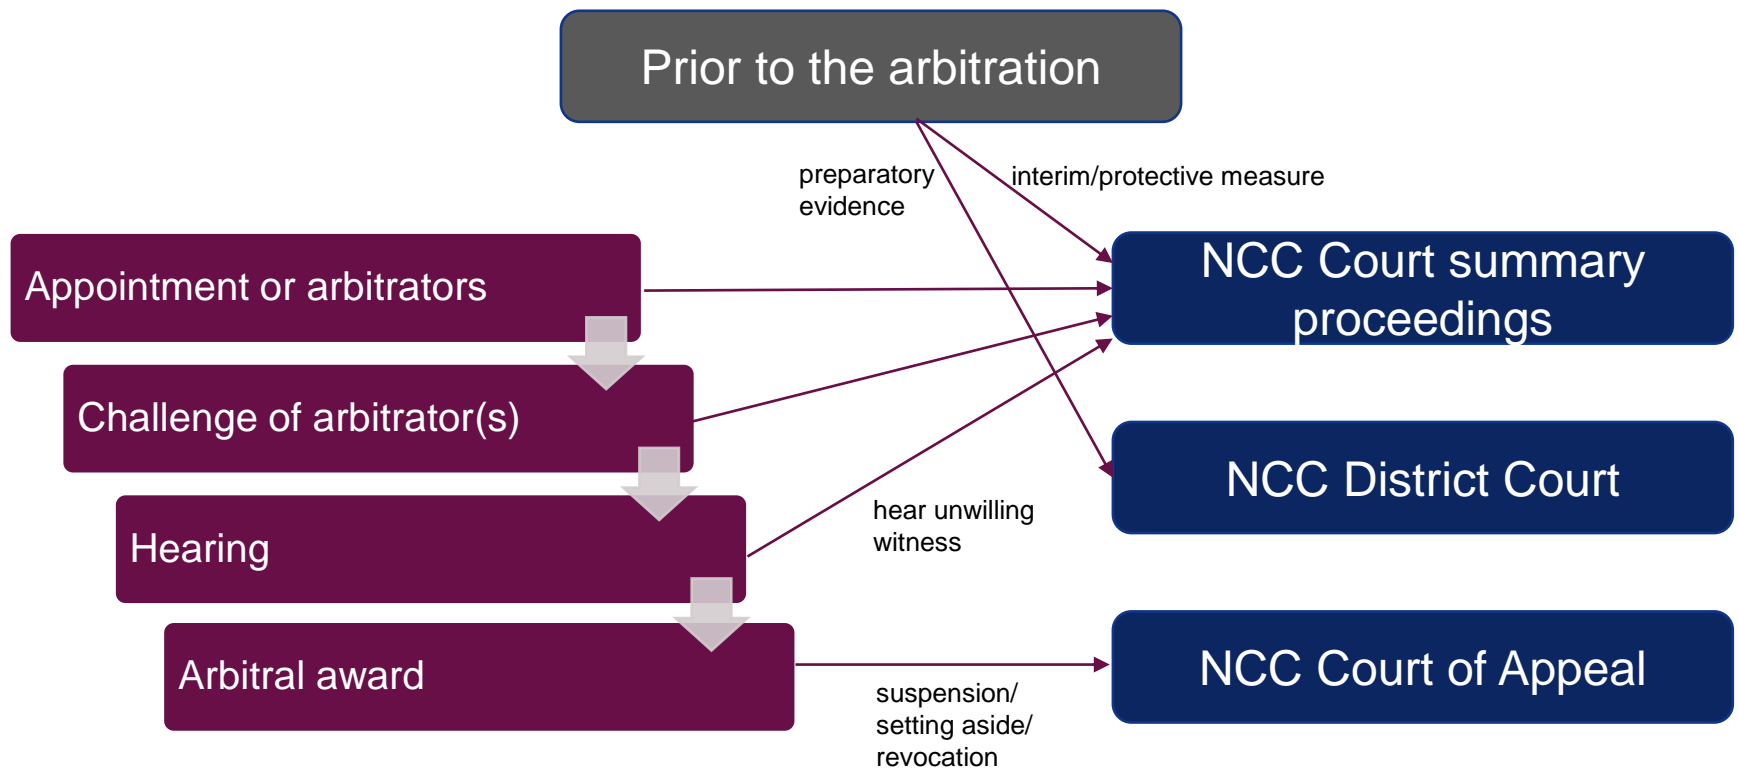 Prior to the arbitration
preparatory
evidence
interim/protective measure
Appointment or arbitrators
NCC Court summary
proceedings
Challenge of arbitrator(s)
NCC District Court
Hearing
hear unwilling
witness
Arbitral award
NCC Court of Appeal
suspension/
setting aside/
revocation